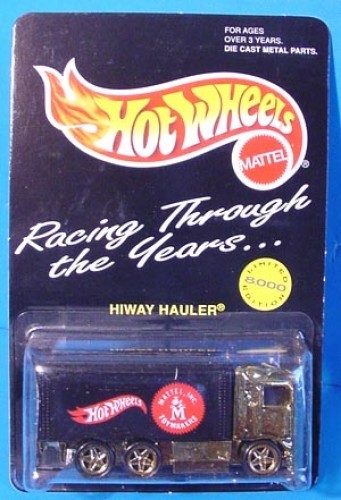 FOR AGES
OVER 3 YEARS.
DIE CAST METAL PARTS.
HOT WHEELS
MATTEL
®
Racing Through
the Years...
LIMITED
8,000
EDITION
HIWAY HAULER®
HOT WHEELS
MATTEL, INC.
M
TOYMAKERS